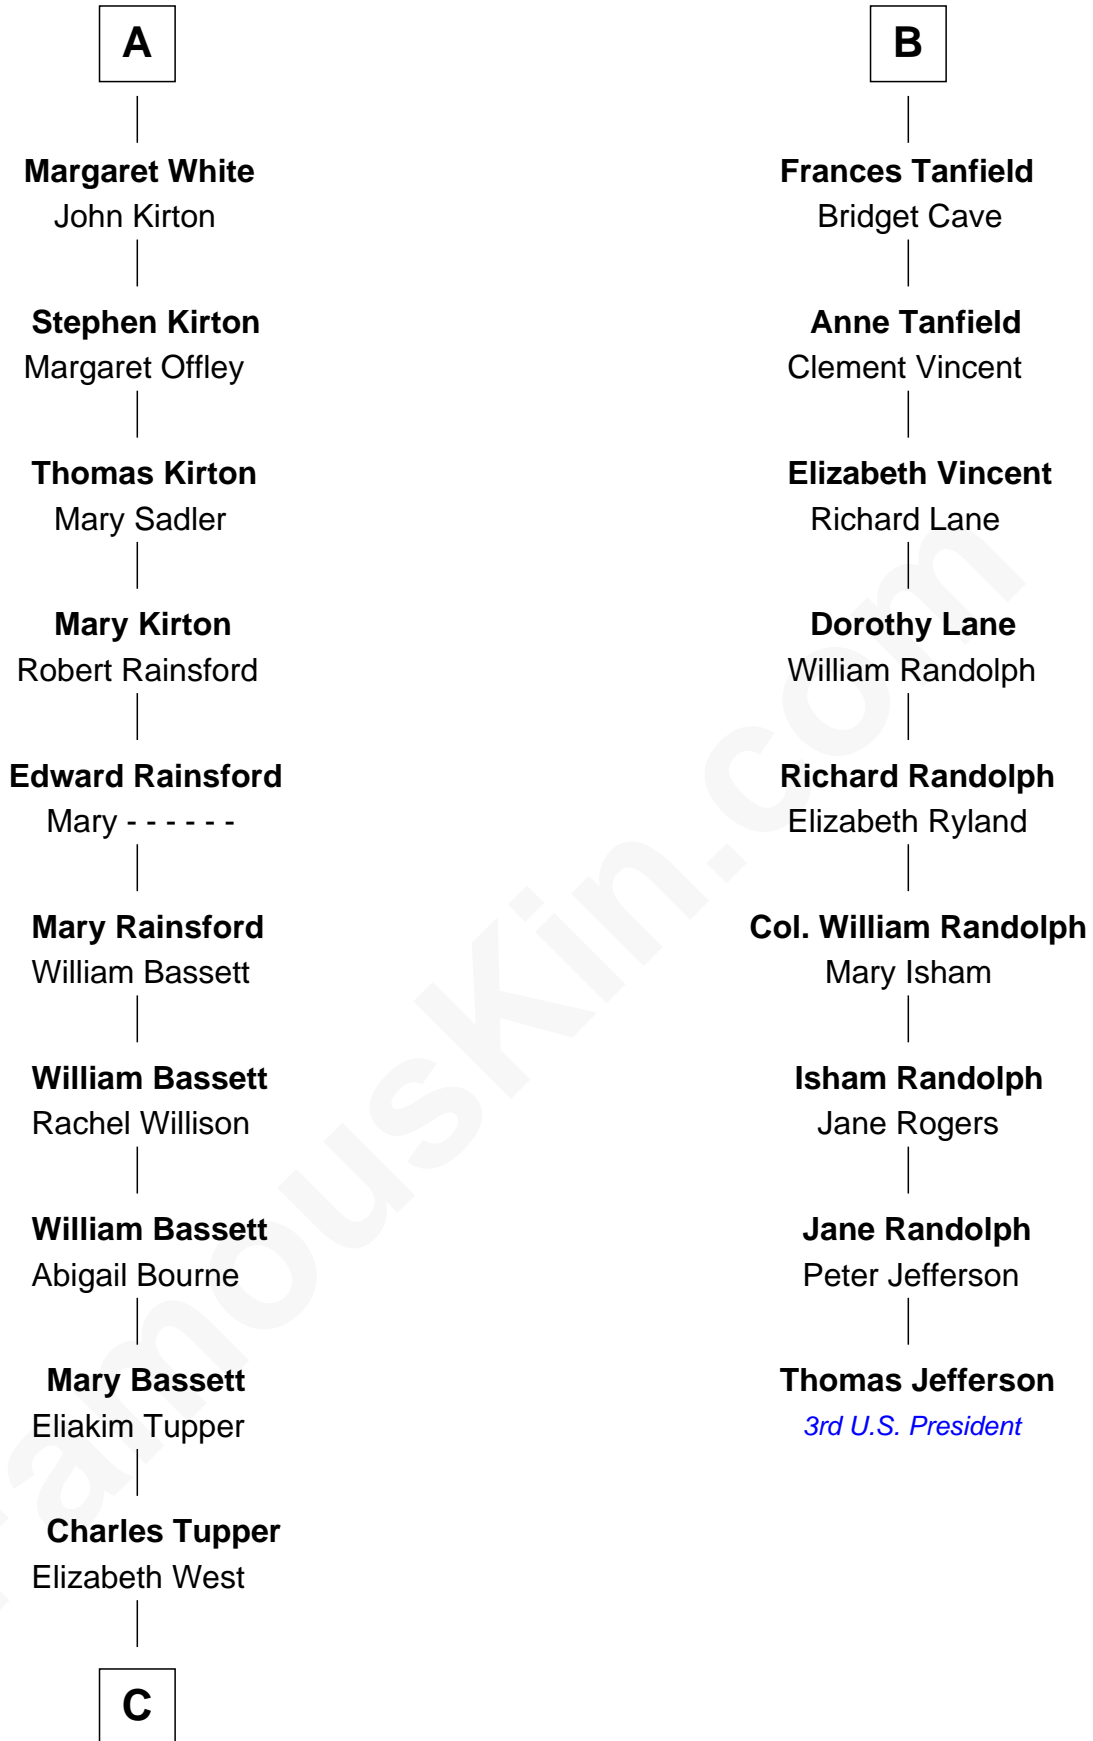 A
Margaret White
John Kirton
Stephen Kirton
Margaret Offley
Thomas Kirton
Mary Sadler
Mary Kirton
Robert Rainsford
Edward Rainsford
Mary - - - - - -
Mary Rainsford
William Bassett
William Bassett
Rachel Willison
William Bassett
Abigail Bourne
Mary Bassett
Eliakim Tupper
Charles Tupper
Elizabeth West
C
B
Frances Tanfield
Bridget Cave
Anne Tanfield
Clement Vincent
Elizabeth Vincent
Richard Lane
Dorothy Lane
William Randolph
Richard Randolph
Elizabeth Ryland
Col. William Randolph
Mary Isham
Isham Randolph
Jane Rogers
Jane Randolph
Peter Jefferson
Thomas Jefferson
3rd U.S. President
FamousKin.com